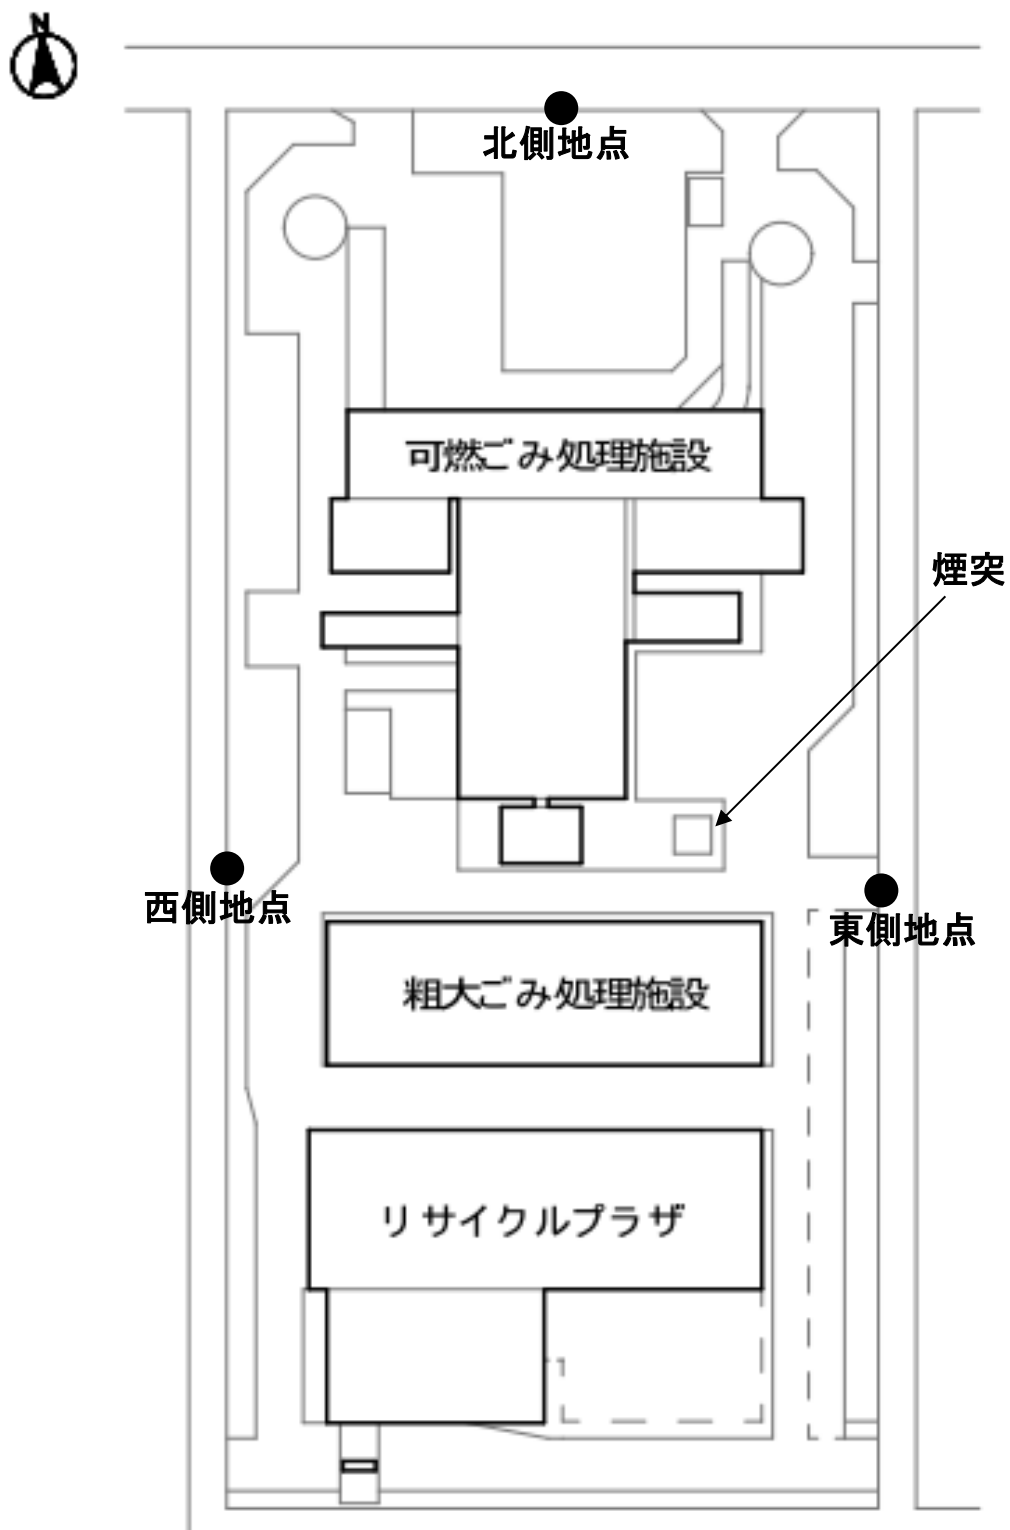 N
北側地点
可燃ごみ処理施設
煙突
西側地点
東側地点
粗大ごみ処理施設
リサイクルプラザ